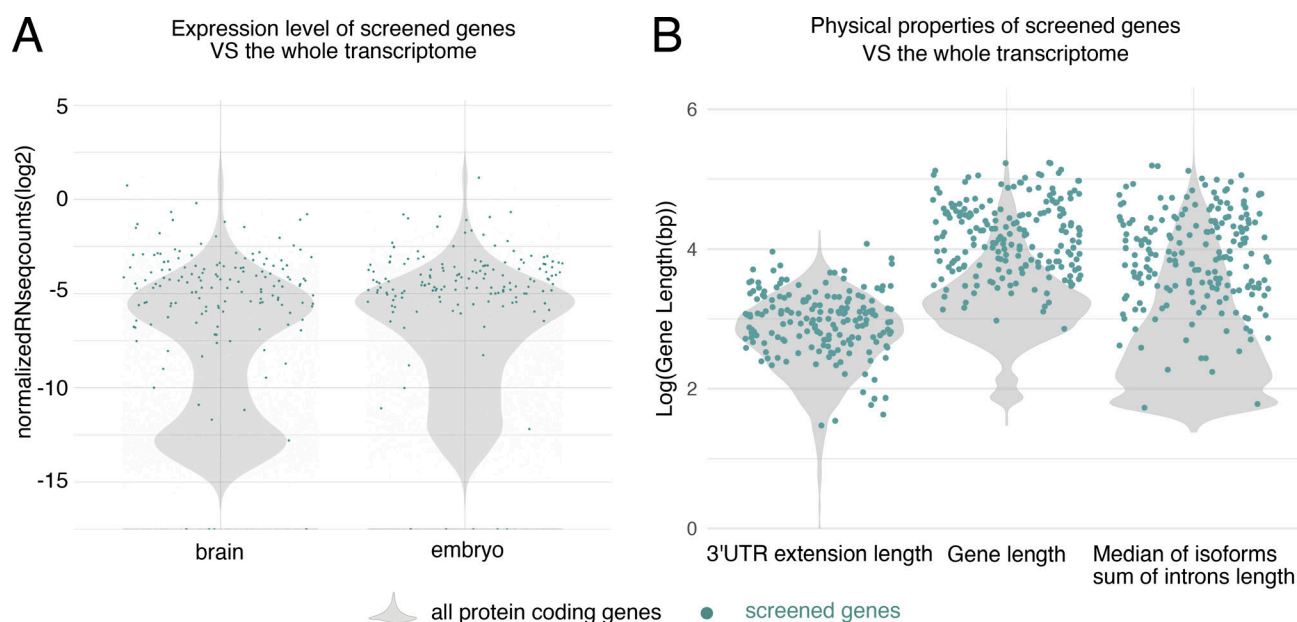 A
Expression level of screened genes
VS the whole transcriptome
normalizedRNseqcounts(log2)
5
0
-5
-10
-15
brain
embryo
B
Physical properties of screened genes
VS the whole transcriptome
Log(Gene Length(bp))
6
4
2
0
3'UTR extension length
Gene length
Median of isoforms
sum of introns length
all protein coding genes
screened genes